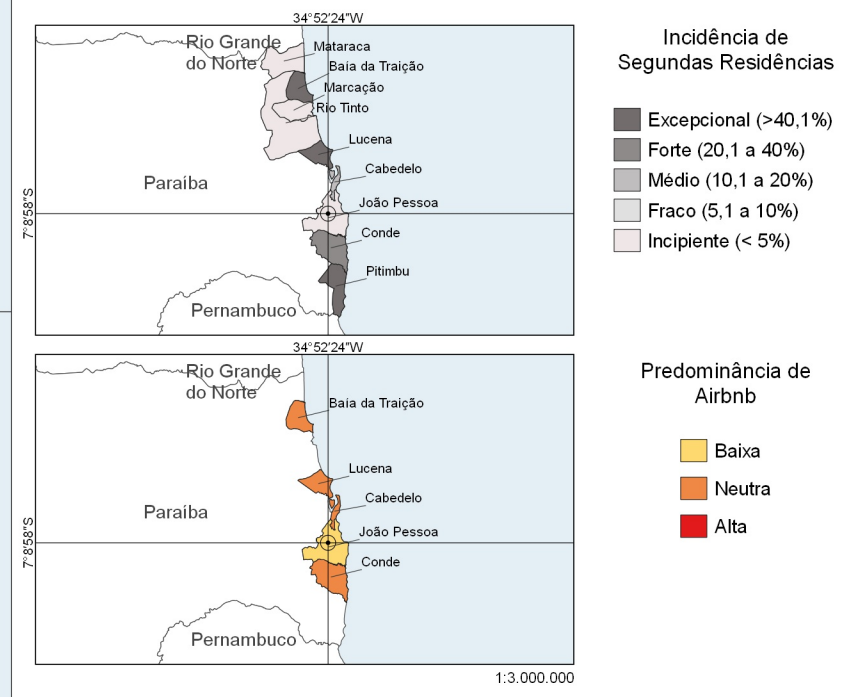 34°52'24"W
Rio Grande
do Norte
Mataraca
Baía da Traição
Marcação
Rio Tinto
Lucena
Cabedelo
Paraíba
João Pessoa
7°8'58"S
Conde
Pitimbu
Pernambuco
Incidência de
Segundas Residências
Excepcional (>40,1%)
Forte (20,1 a 40%)
Médio (10,1 a 20%)
Fraco (5,1 a 10%)
Incipiente (< 5%)
34°52'24"W
Rio Grande
do Norte
Baía da Traição
Lucena
Cabedelo
Paraíba
João Pessoa
7°8'58"S
Conde
Pernambuco
1:3.000.000
Predominância de
Airbnb
Baixa
Neutra
Alta